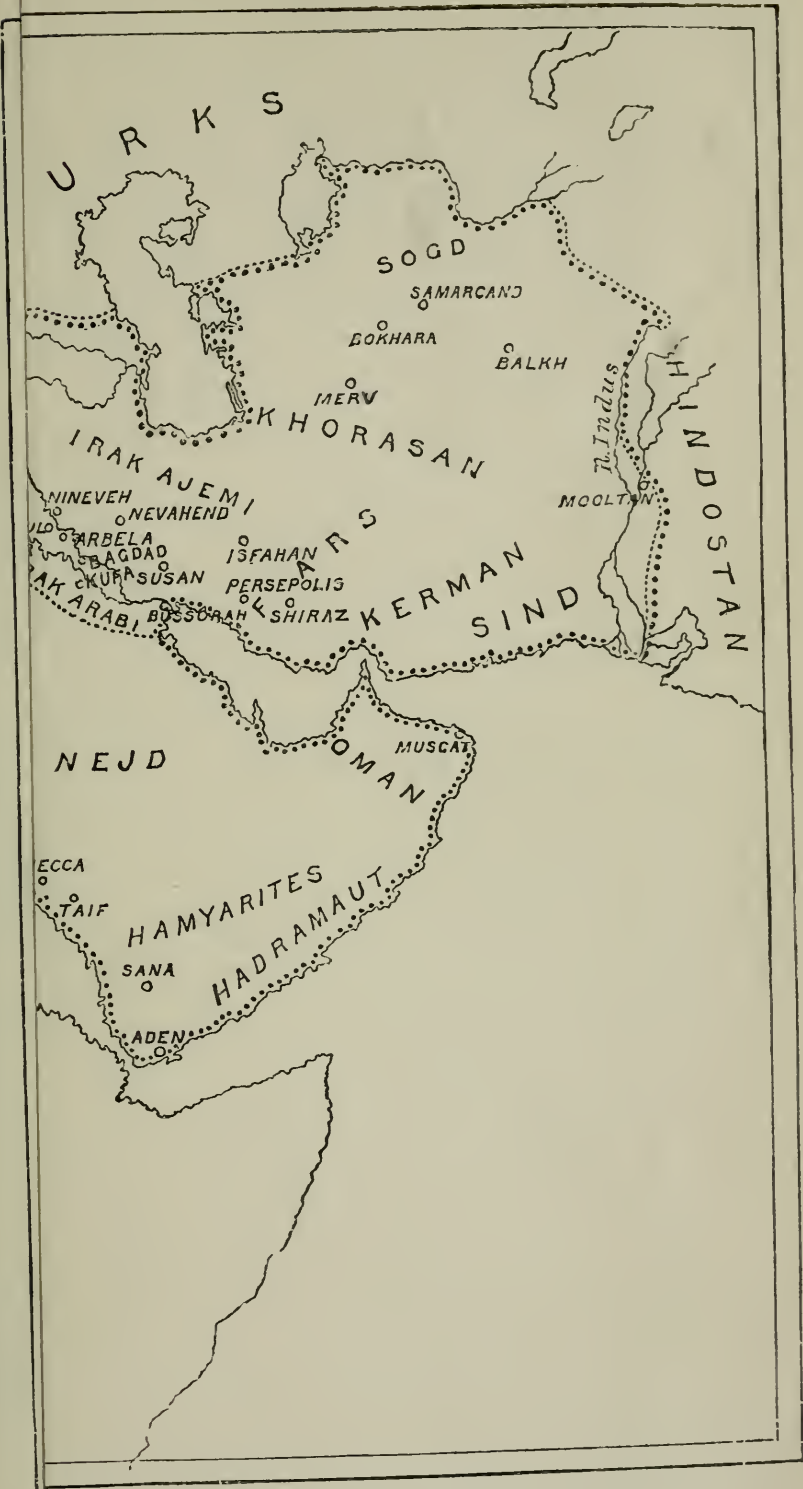 URKS
SOGD
SAMARCAND
BOKHARA
BALKH
MERV
KHORASAN
R. Indus
HINDOSTAN
IRAK AJEMI
NINEVEH
NEVAHEND
MOOLTAN
ARBELA
BAGDAD
ISFAHAN
FARS
KUFA
SUSAN
PERSEPOLIS
AK ARABI
BUSSORAH
SHIRAZ
KERMAN
SIND
NEJD
OMAN
MUSCAT
ECCA
TAIF
HAMYARITES
HADRAMAUT
SANA
ADEN